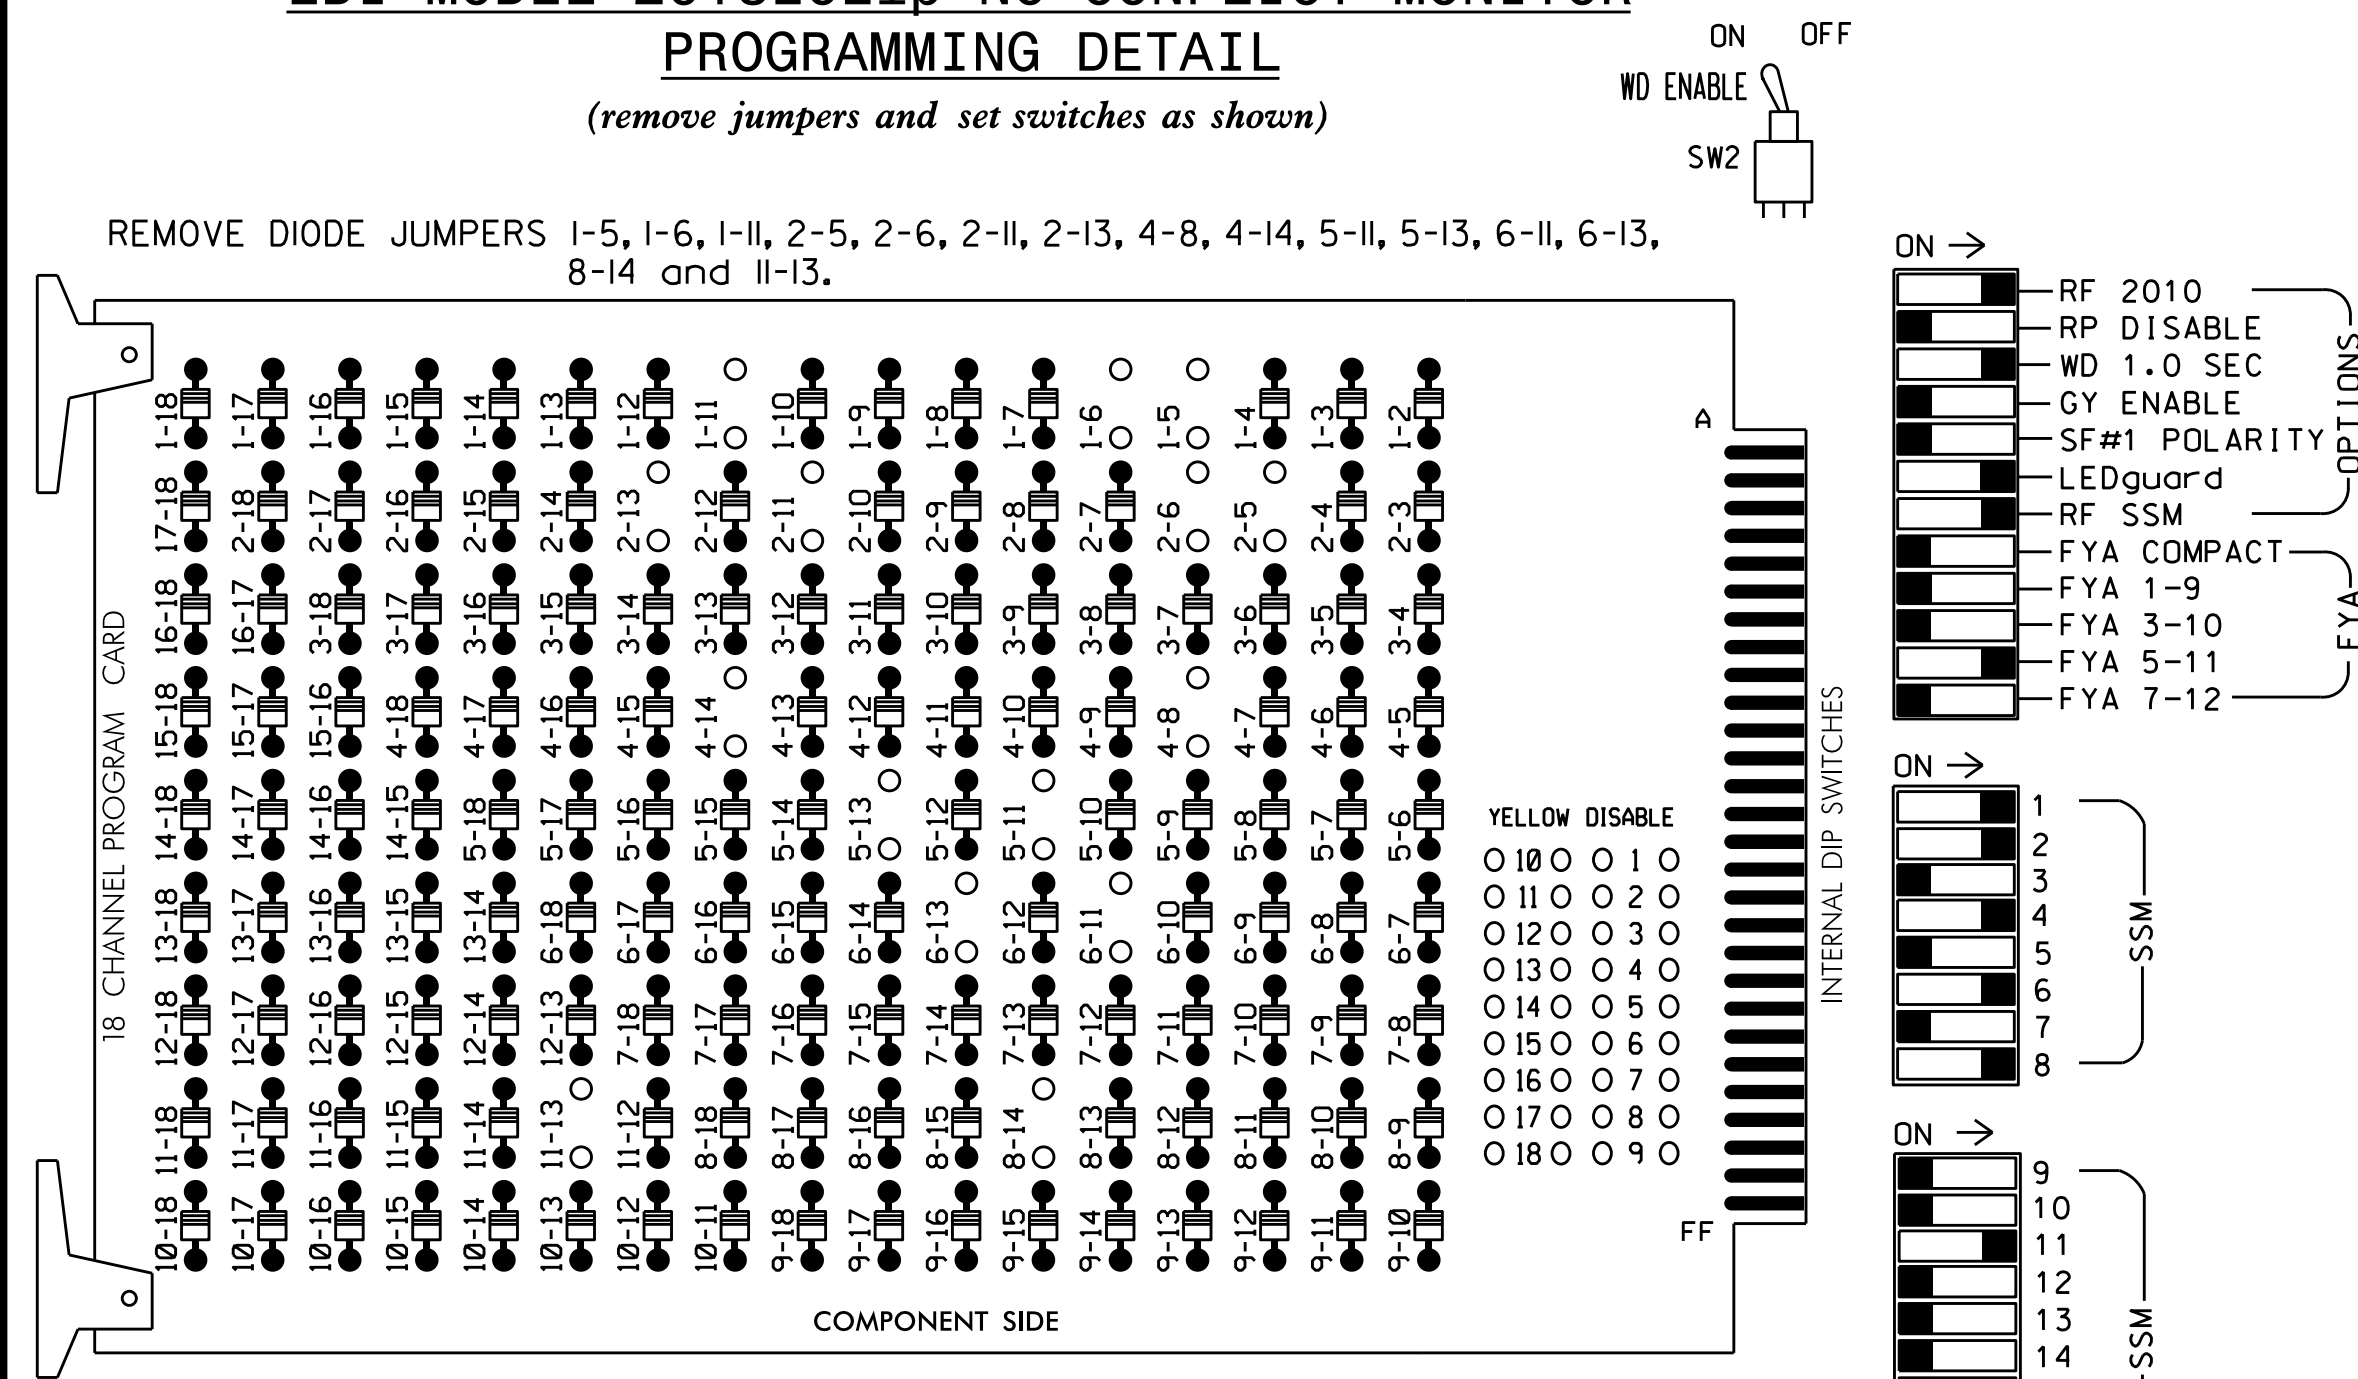 PROGRAMMING DETAIL
(remove jumpers and set switches as shown)
ON OFF
WD ENABLE
SW2
REMOVE DIODE JUMPERS 1-5, 1-6, 1-11, 2-5, 2-6, 2-11, 2-13, 4-8, 4-14, 5-11, 5-13, 6-11, 6-13,
8-14 and 11-13.
18 CHANNEL PROGRAM CARD
1-18 1-17 1-16 1-15 1-14 1-13 1-12 1-11 1-10 1-9 1-8 1-7 1-6 1-5 1-4 1-3 1-2
17-18 2-18 2-17 2-16 2-15 2-14 2-13 2-12 2-11 2-10 2-9 2-8 2-7 2-6 2-5 2-4 2-3
16-18 16-17 3-18 3-17 3-16 3-15 3-14 3-13 3-12 3-11 3-10 3-9 3-8 3-7 3-6 3-5 3-4
15-18 15-17 15-16 4-18 4-17 4-16 4-15 4-14 4-13 4-12 4-11 4-10 4-9 4-8 4-7 4-6 4-5
14-18 14-17 14-16 14-15 5-18 5-17 5-16 5-15 5-14 5-13 5-12 5-11 5-10 5-9 5-8 5-7 5-6
13-18 13-17 13-16 13-15 13-14 6-18 6-17 6-16 6-15 6-14 6-13 6-12 6-11 6-10 6-9 6-8 6-7
12-18 12-17 12-16 12-15 12-14 12-13 7-18 7-17 7-16 7-15 7-14 7-13 7-12 7-11 7-10 7-9 7-8
11-18 11-17 11-16 11-15 11-14 11-13 11-12 8-18 8-17 8-16 8-15 8-14 8-13 8-12 8-11 8-10 8-9
10-18 10-17 10-16 10-15 10-14 10-13 10-12 10-11 9-18 9-17 9-16 9-15 9-14 9-13 9-12 9-11 9-10
COMPONENT SIDE
YELLOW DISABLE
10 1
11 2
12 3
13 4
14 5
15 6
16 7
17 8
18 9
A
FF
INTERNAL DIP SWITCHES
ON →
RF 2010
RP DISABLE
WD 1.0 SEC
GY ENABLE
SF#1 POLARITY
LEDguard
RF SSM
OPTIONS
FYA COMPACT
FYA 1-9
FYA 3-10
FYA 5-11
FYA 7-12
FYA
ON →
1
2
3
4
5
6
7
8
SSM
ON →
9
10
11
12
13
14
SSM